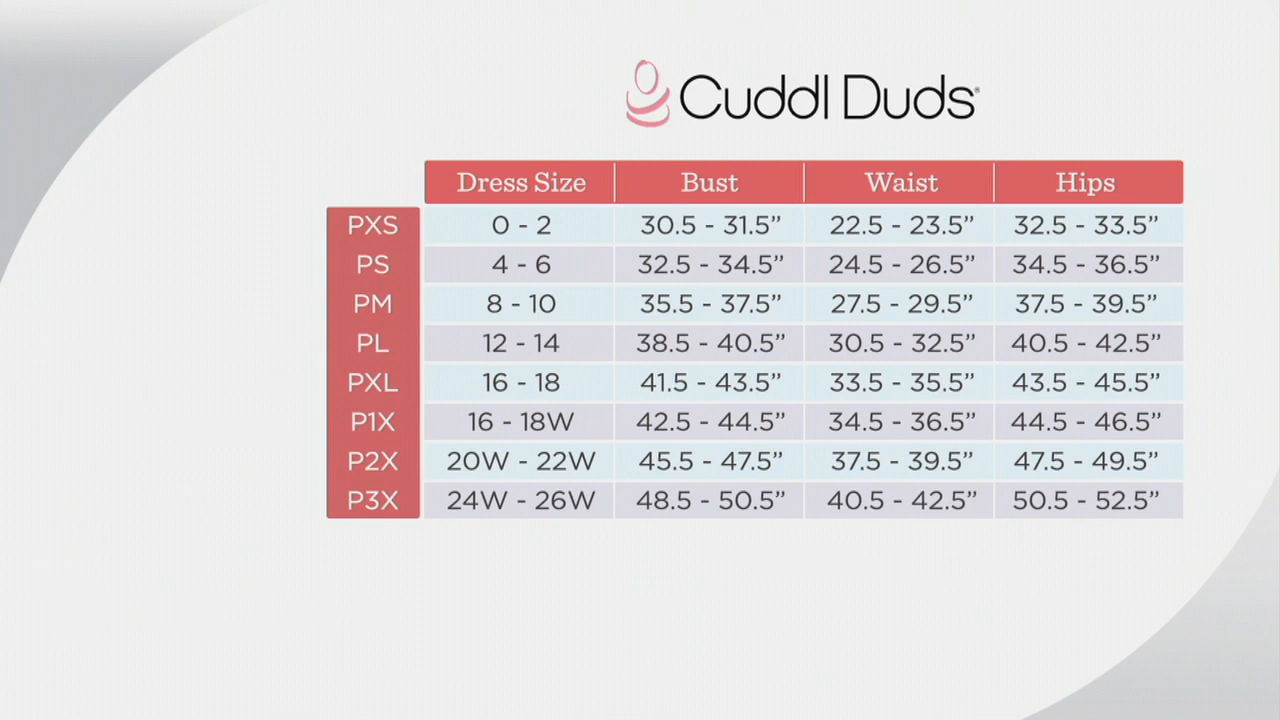 Cuddl Duds®
Dress Size Bust Waist Hips
PXS 0 - 2 30.5 - 31.5” 22.5 - 23.5” 32.5 - 33.5”
PS 4 - 6 32.5 - 34.5” 24.5 - 26.5” 34.5 - 36.5”
PM 8 - 10 35.5 - 37.5” 27.5 - 29.5” 37.5 - 39.5”
PL 12 - 14 38.5 - 40.5” 30.5 - 32.5” 40.5 - 42.5”
PXL 16 - 18 41.5 - 43.5” 33.5 - 35.5” 43.5 - 45.5”
P1X 16 - 18W 42.5 - 44.5” 34.5 - 36.5” 44.5 - 46.5”
P2X 20W - 22W 45.5 - 47.5” 37.5 - 39.5” 47.5 - 49.5”
P3X 24W - 26W 48.5 - 50.5” 40.5 - 42.5” 50.5 - 52.5”